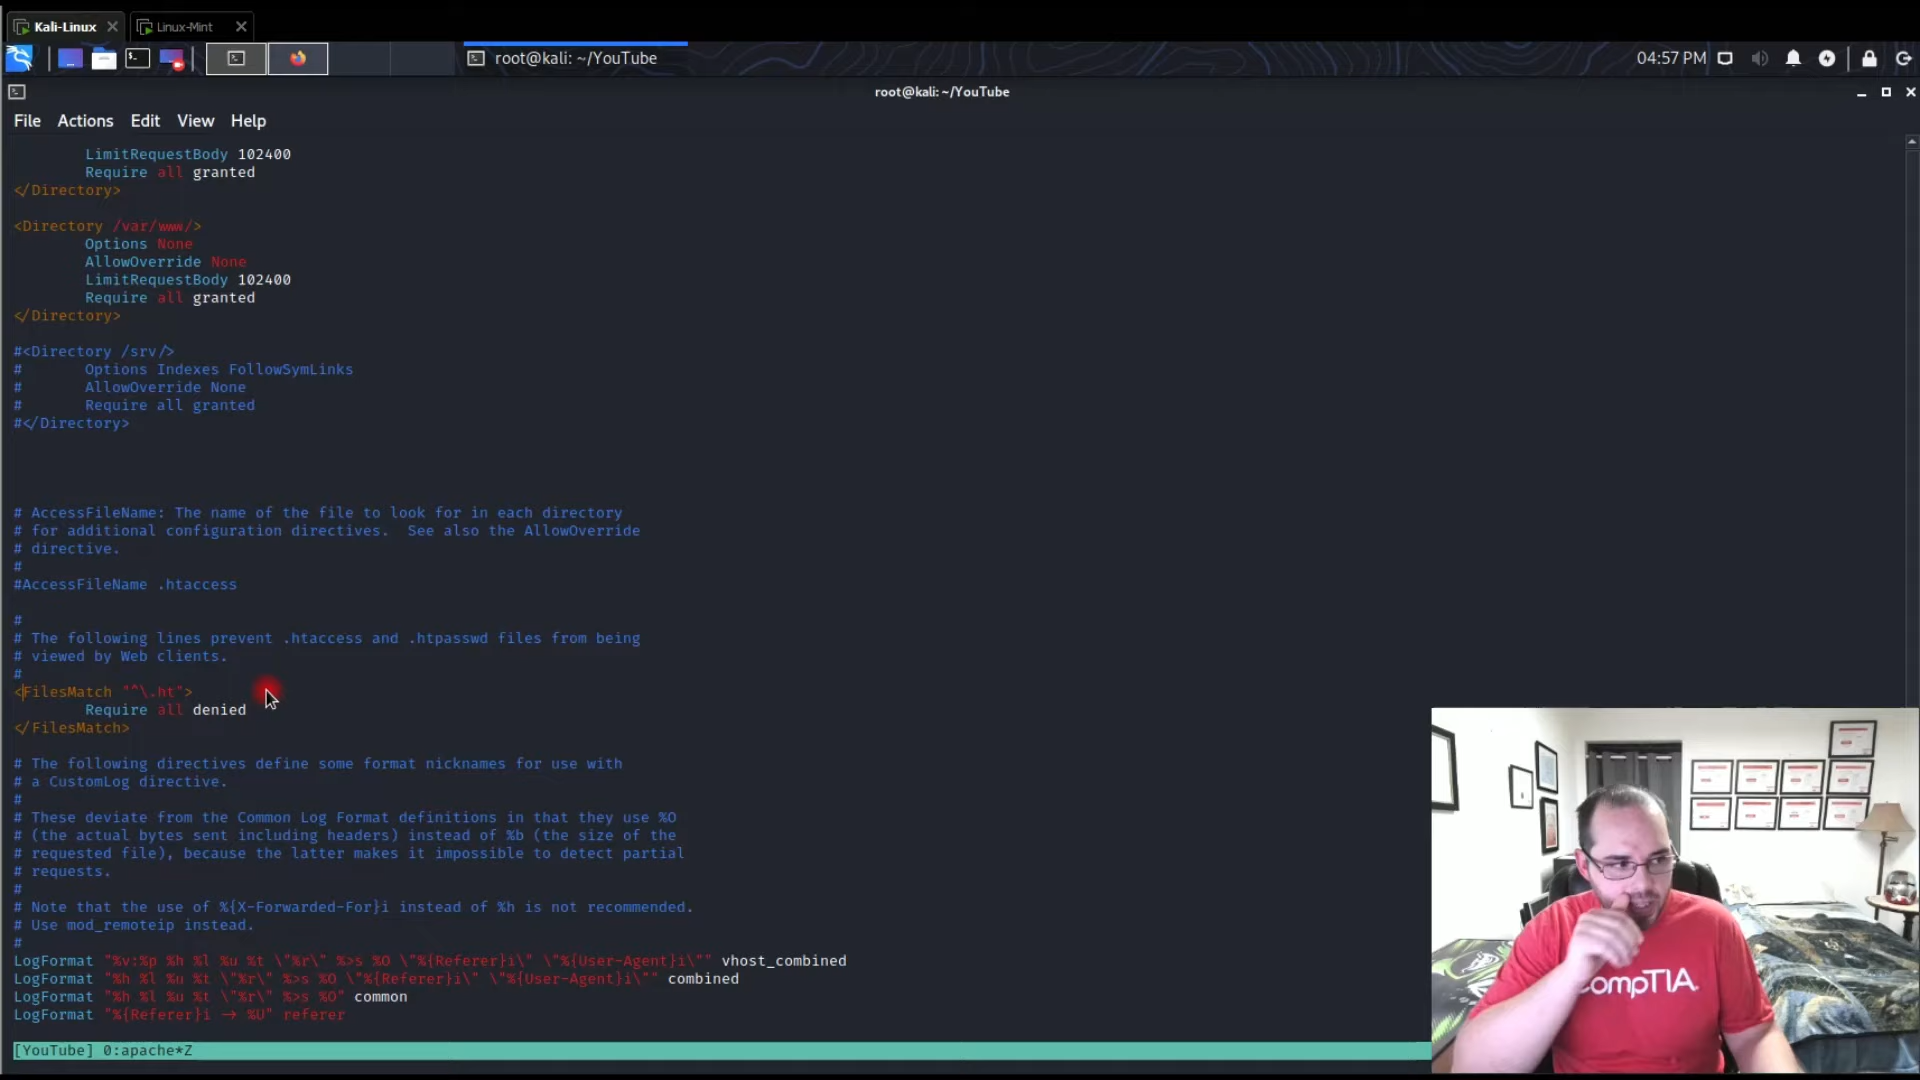 Kali-Linux
Linux-Mint
root@kali: ~/YouTube
04:57 PM
root@kali: ~/YouTube
File Actions Edit View Help
LimitRequestBody 102400
Require all granted
</Directory>
<Directory /var/www/>
Options None
AllowOverride None
LimitRequestBody 102400
Require all granted
</Directory>
#<Directory /srv/>
# Options Indexes FollowSymLinks
# AllowOverride None
# Require all granted
#</Directory>
# AccessFileName: The name of the file to look for in each directory
# for additional configuration directives. See also the AllowOverride
# directive.
#
#AccessFileName .htaccess
#
# The following lines prevent .htaccess and .htpasswd files from being
# viewed by Web clients.
#
<FilesMatch "^\.ht">
Require all denied
</FilesMatch>
# The following directives define some format nicknames for use with
# a CustomLog directive.
#
# These deviate from the Common Log Format definitions in that they use %O
# (the actual bytes sent including headers) instead of %b (the size of the
# requested file), because the latter makes it impossible to detect partial
# requests.
#
# Note that the use of %{X-Forwarded-For}i instead of %h is not recommended.
# Use mod_remoteip instead.
#
LogFormat "%v:%p %h %l %u %t \"%r\" %>s %O \"%{Referer}i\" \"%{User-Agent}i\"" vhost_combined
LogFormat "%h %l %u %t \"%r\" %>s %O \"%{Referer}i\" \"%{User-Agent}i\"" combined
LogFormat "%h %l %u %t \"%r\" %>s %O" common
LogFormat "%{Referer}i -> %U" referer
[YouTube] 0:apache*Z
CompTIA.